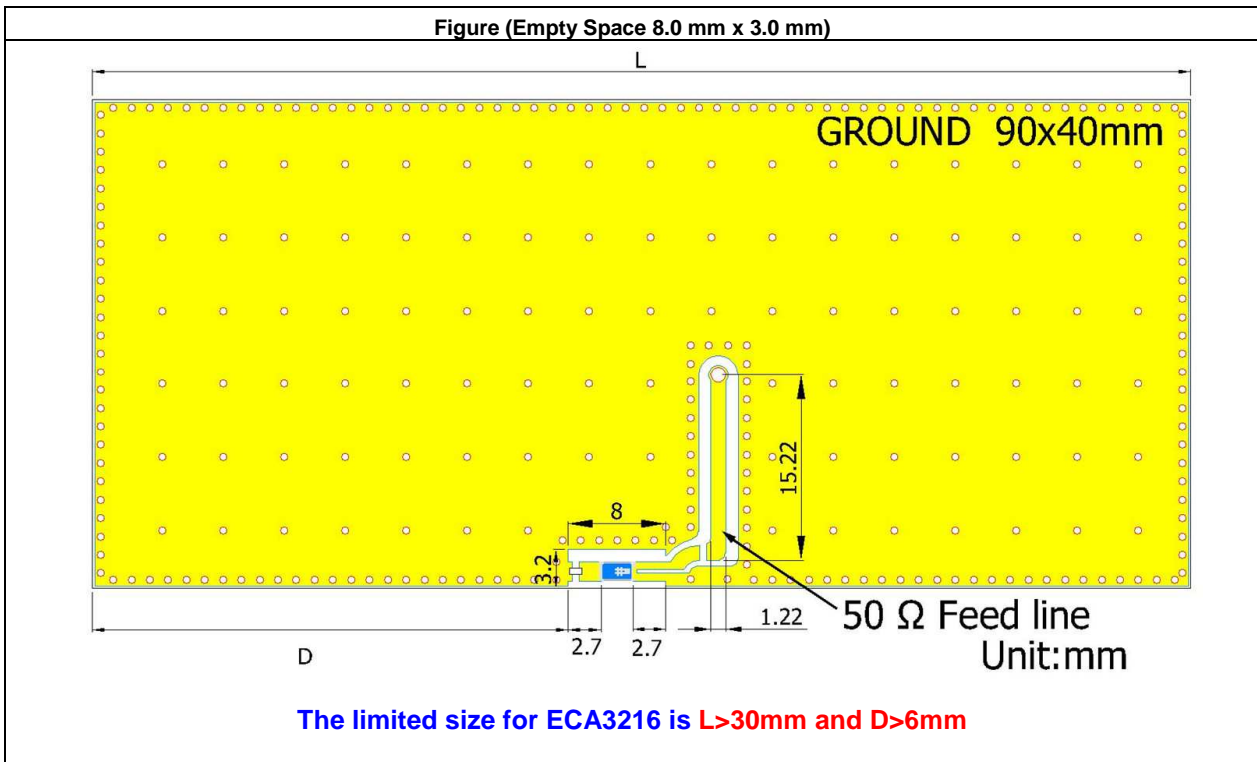 Figure (Empty Space 8.0 mm x 3.0 mm)
L
GROUND 90x40mm
15.22
8
3.2
1.22
50 Ω Feed line
2.7 2.7
D
Unit:mm
The limited size for ECA3216 is L>30mm and D>6mm